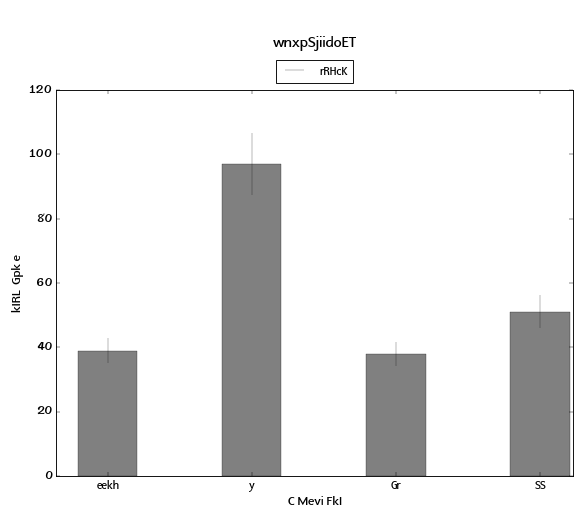 wnxpSjiidoET
rRHcK
120
100
80
60
40
20
0
kIRL Gpk e
eekh y Gr SS
C Mevi FkI